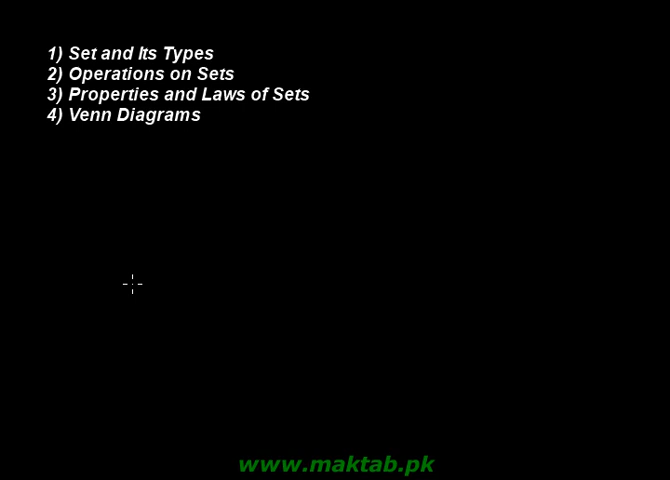 1) Set and Its Types
2) Operations on Sets
3) Properties and Laws of Sets
4) Venn Diagrams
www.maktab.pk